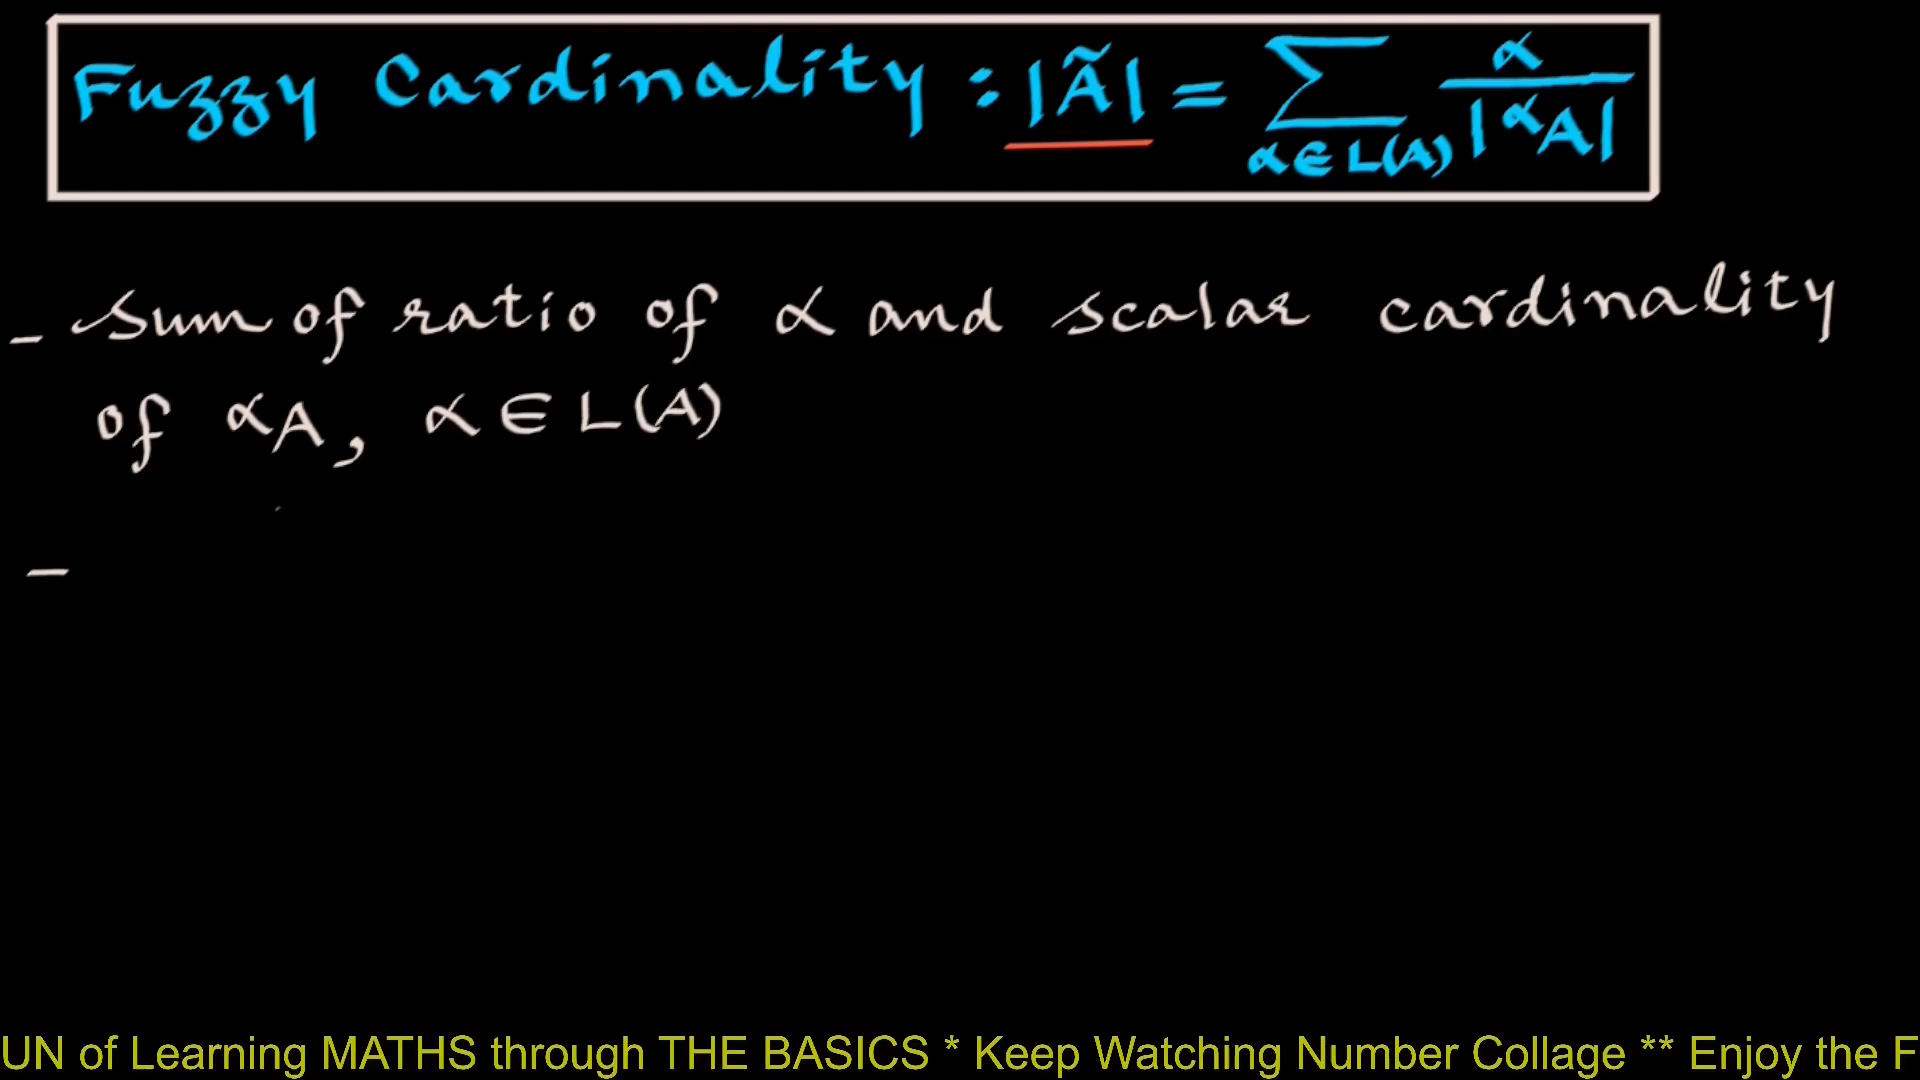 Fuzzy Cardinality : |Ã| = ∑ α∈L(A) α / |αA|
- Sum of ratio of α and scalar cardinality
of αA, α ∈ L(A)
-
UN of Learning MATHS through THE BASICS * Keep Watching Number Collage ** Enjoy the F